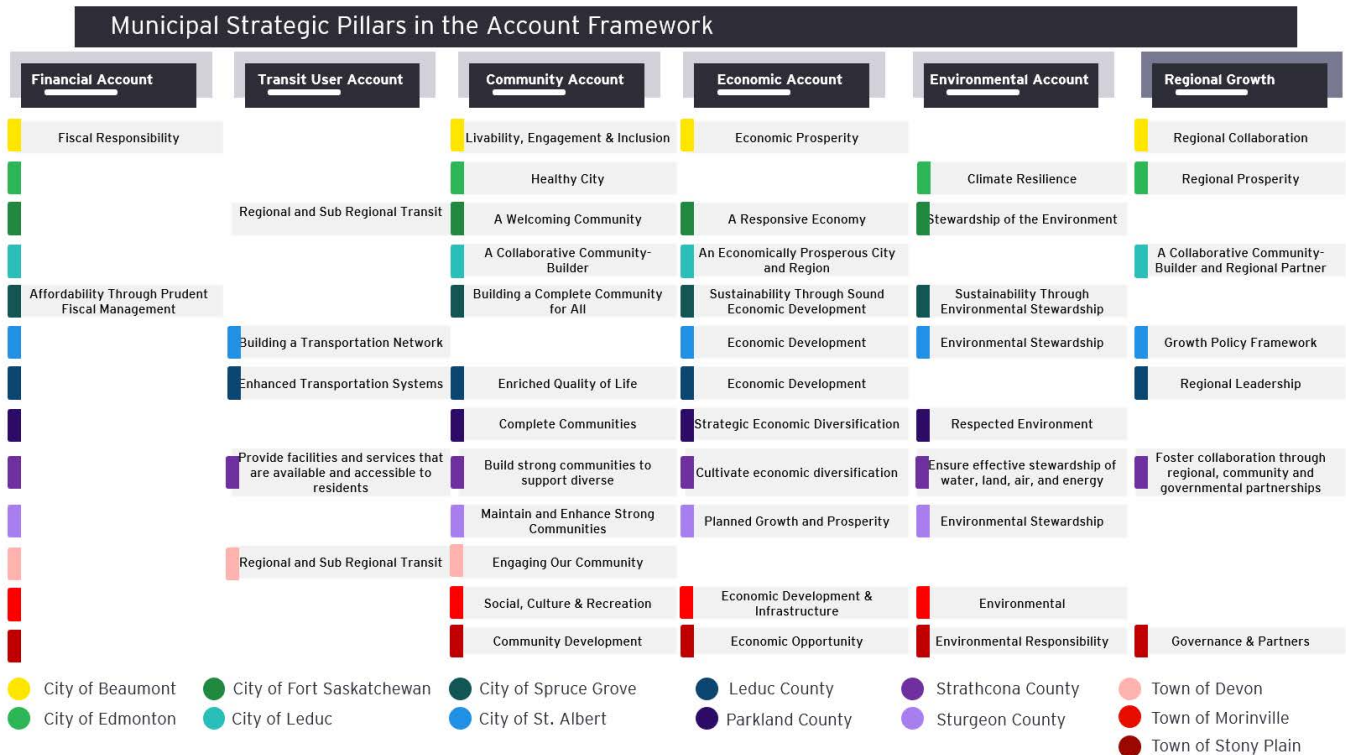 Municipal Strategic Pillars in the Account Framework
Financial Account
Transit User Account
Community Account
Economic Account
Environmental Account
Regional Growth
Fiscal Responsibility
Livability, Engagement & Inclusion
Economic Prosperity
Regional Collaboration
Healthy City
Climate Resilience
Regional Prosperity
Regional and Sub Regional Transit
A Welcoming Community
A Responsive Economy
Stewardship of the Environment
A Collaborative Community-
Builder
An Economically Prosperous City
and Region
A Collaborative Community-
Builder and Regional Partner
Affordability Through Prudent
Fiscal Management
Building a Complete Community
for All
Sustainability Through Sound
Economic Development
Sustainability Through
Environmental Stewardship
Building a Transportation Network
Economic Development
Environmental Stewardship
Growth Policy Framework
Enhanced Transportation Systems
Enriched Quality of Life
Economic Development
Regional Leadership
Complete Communities
Strategic Economic Diversification
Respected Environment
Provide facilities and services that
are available and accessible to
residents
Build strong communities to
support diverse
Cultivate economic diversification
Ensure effective stewardship of
water, land, air, and energy
Foster collaboration through
regional, community and
governmental partnerships
Maintain and Enhance Strong
Communities
Planned Growth and Prosperity
Environmental Stewardship
Regional and Sub Regional Transit
Engaging Our Community
Social, Culture & Recreation
Economic Development &
Infrastructure
Environmental
Community Development
Economic Opportunity
Environmental Responsibility
Governance & Partners
City of Beaumont
City of Fort Saskatchewan
City of Spruce Grove
Leduc County
Strathcona County
Town of Devon
City of Edmonton
City of Leduc
City of St. Albert
Parkland County
Sturgeon County
Town of Morinville
Town of Stony Plain